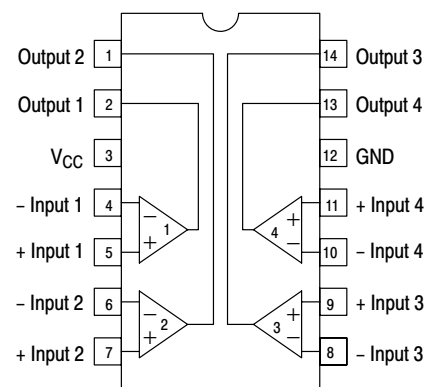 Output 2 1 14 Output 3
Output 1 2 13 Output 4
VCC 3 12 GND
– Input 1 4 – 1 4 + 11 + Input 4
+ Input 1 5 + – 10 – Input 4
– Input 2 6 – 2 3 + 9 + Input 3
+ Input 2 7 + – 8 – Input 3